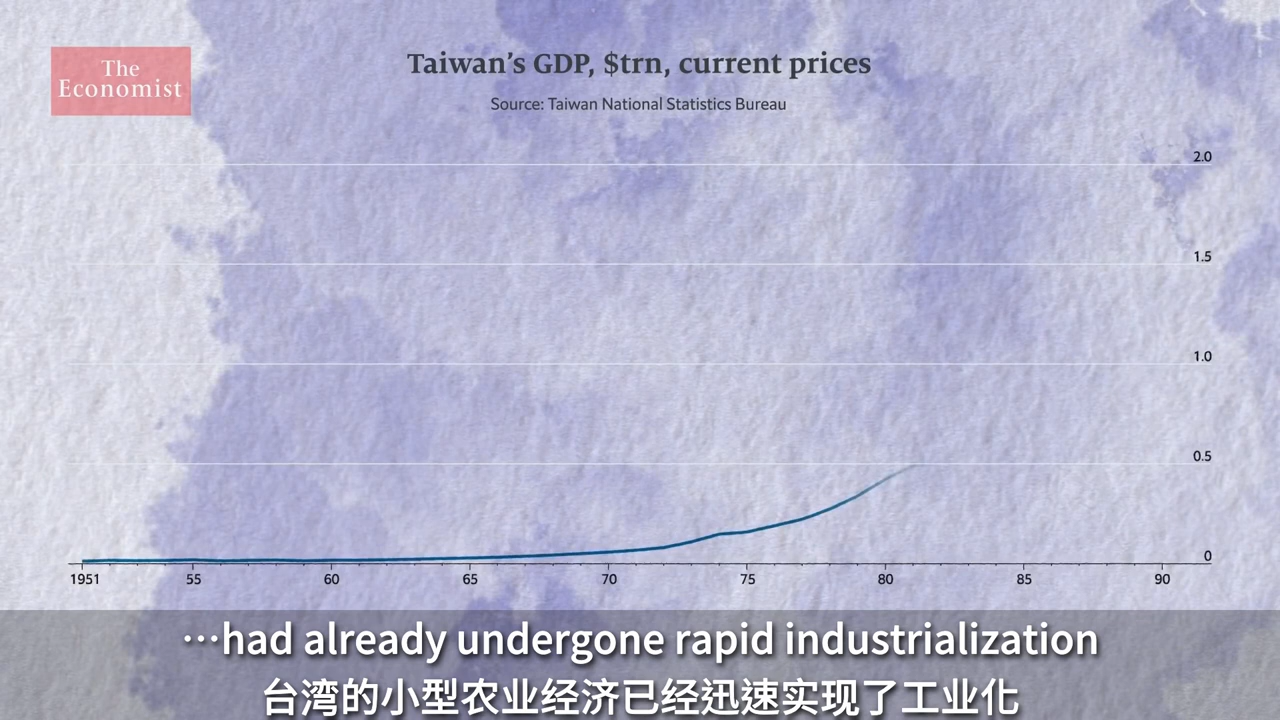 The
Economist
Taiwan’s GDP, $trn, current prices
Source: Taiwan National Statistics Bureau
2.0
1.5
1.0
0.5
0
1951 55 60 65 70 75 80 85 90
…had already undergone rapid industrialization
台湾的小型农业经济已经迅速实现了工业化